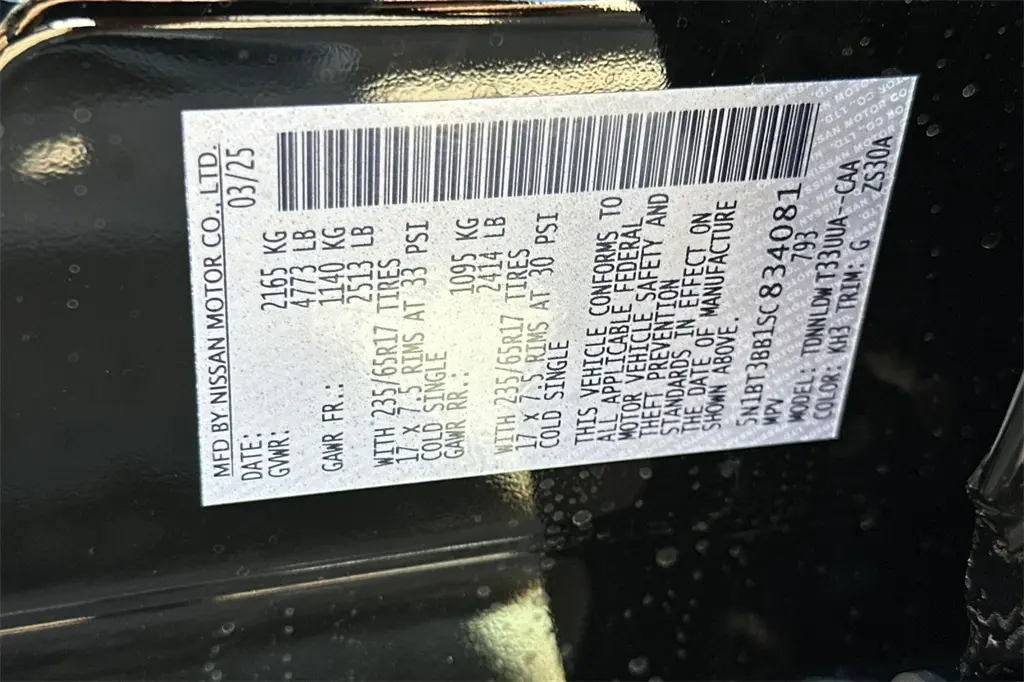 MFD BY NISSAN MOTOR CO., LTD.
DATE: 03/25
GVWR: 2165 KG
4773 LB
GAWR FR.: 1140 KG
2513 LB
WITH 235/65R17 TIRES
17 X 7.5 RIMS AT 33 PSI
COLD SINGLE
GAWR RR.: 1095 KG
2414 LB
WITH 235/65R17 TIRES
17 X 7.5 RIMS AT 30 PSI
COLD SINGLE
THIS VEHICLE CONFORMS TO
ALL APPLICABLE FEDERAL
MOTOR VEHICLE SAFETY AND
THEFT PREVENTION
STANDARDS IN EFFECT ON
THE DATE OF MANUFACTURE
SHOWN ABOVE.
5N1BT3BB1SC834081
MPV 793
MODEL: TDNNLDW T33UUA--CAA
COLOR: KH3 TRIM: G ZS30A